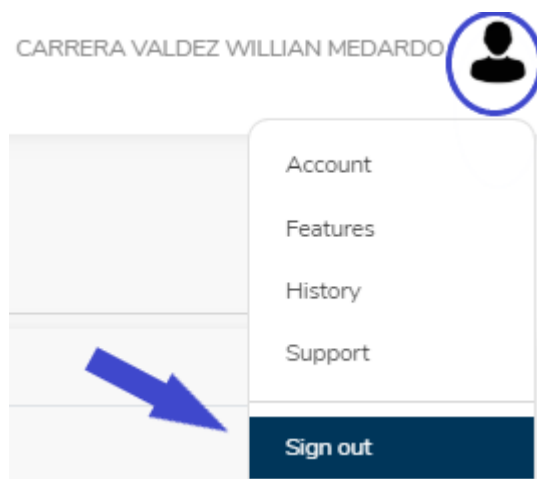 CARRERA VALDEZ WILLIAN MEDARDO
Account
Features
History
Support
Sign out